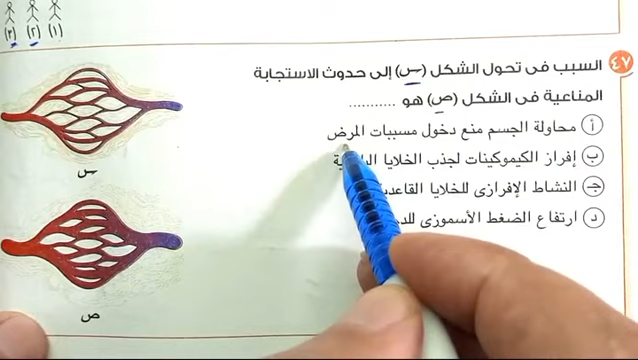 (١) (٢) (٣)
٤٧ السبب فى تحول الشكل (س) إلى حدوث الاستجابة
المناعية فى الشكل (ص) هو ...........
أ محاولة الجسم منع دخول مسببات المرض
ب إفراز الكيموكينات لجذب الخلايا
جـ النشاط الإفرازى للخلايا
د ارتفاع الضغط الأسموزى
س
ص